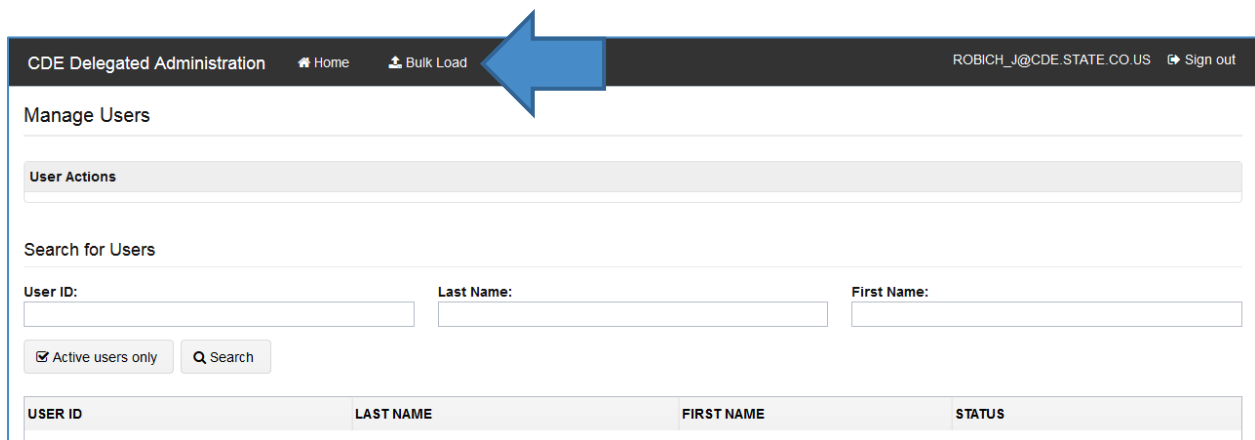 CDE Delegated Administration Home Bulk Load ROBICH_J@CDE.STATE.CO.US Sign out
Manage Users
User Actions
Search for Users
User ID: Last Name: First Name:
Active users only Search
USER ID LAST NAME FIRST NAME STATUS